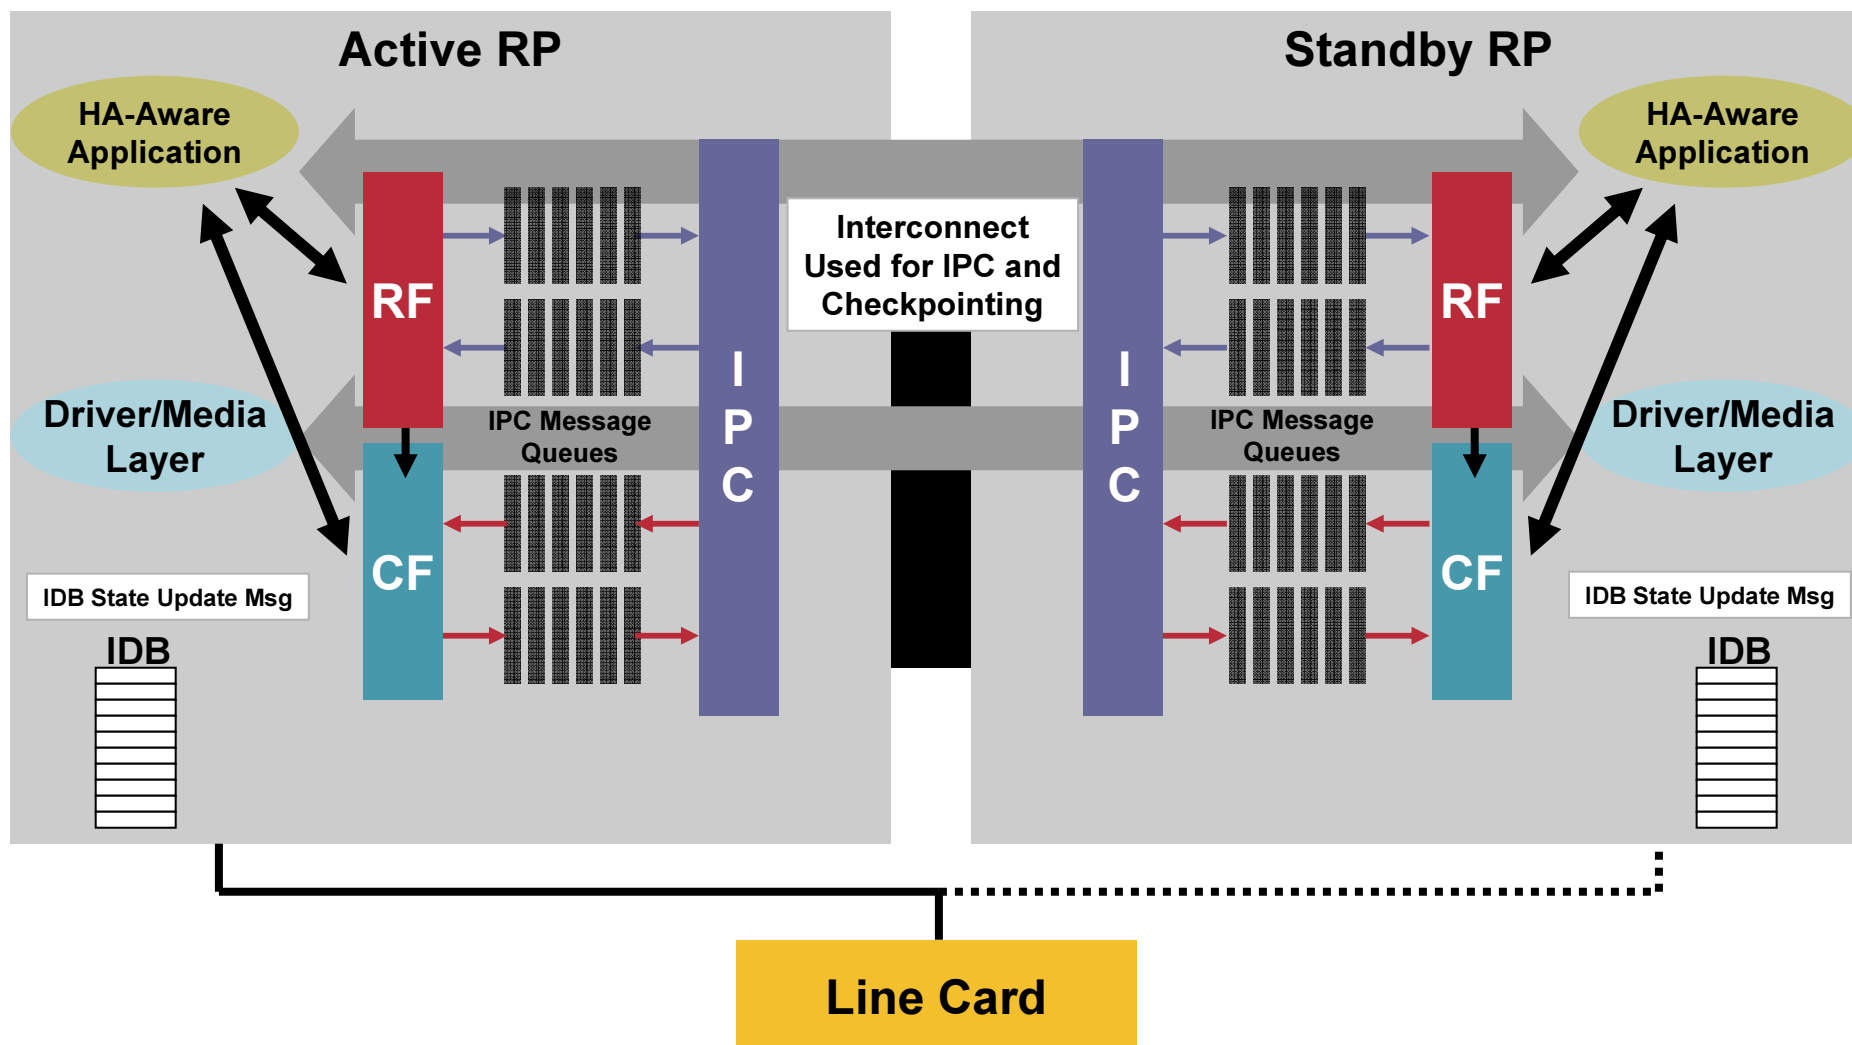 Active RP
Standby RP
HA-Aware
Application
HA-Aware
Application
Interconnect
Used for IPC and
Checkpointing
RF
RF
I
P
C
I
P
C
Driver/Media
Layer
IPC Message
Queues
IPC Message
Queues
Driver/Media
Layer
CF
CF
IDB State Update Msg
IDB State Update Msg
IDB
IDB
Line Card